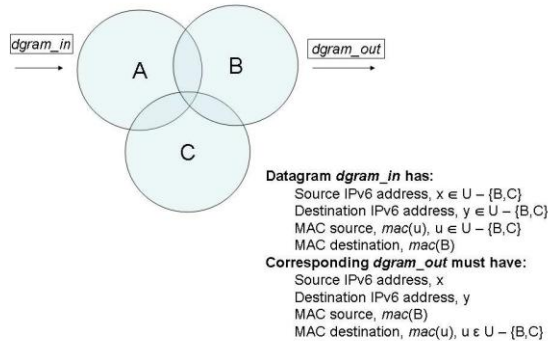 dgram_in
dgram_out
A
B
C
Datagram dgram_in has:
Source IPv6 address, x ∈ U – {B,C}
Destination IPv6 address, y ∈ U – {B,C}
MAC source, mac(u), u ∈ U – {B,C}
MAC destination, mac(B)
Corresponding dgram_out must have:
Source IPv6 address, x
Destination IPv6 address, y
MAC source, mac(B)
MAC destination, mac(u), u ε U – {B,C}